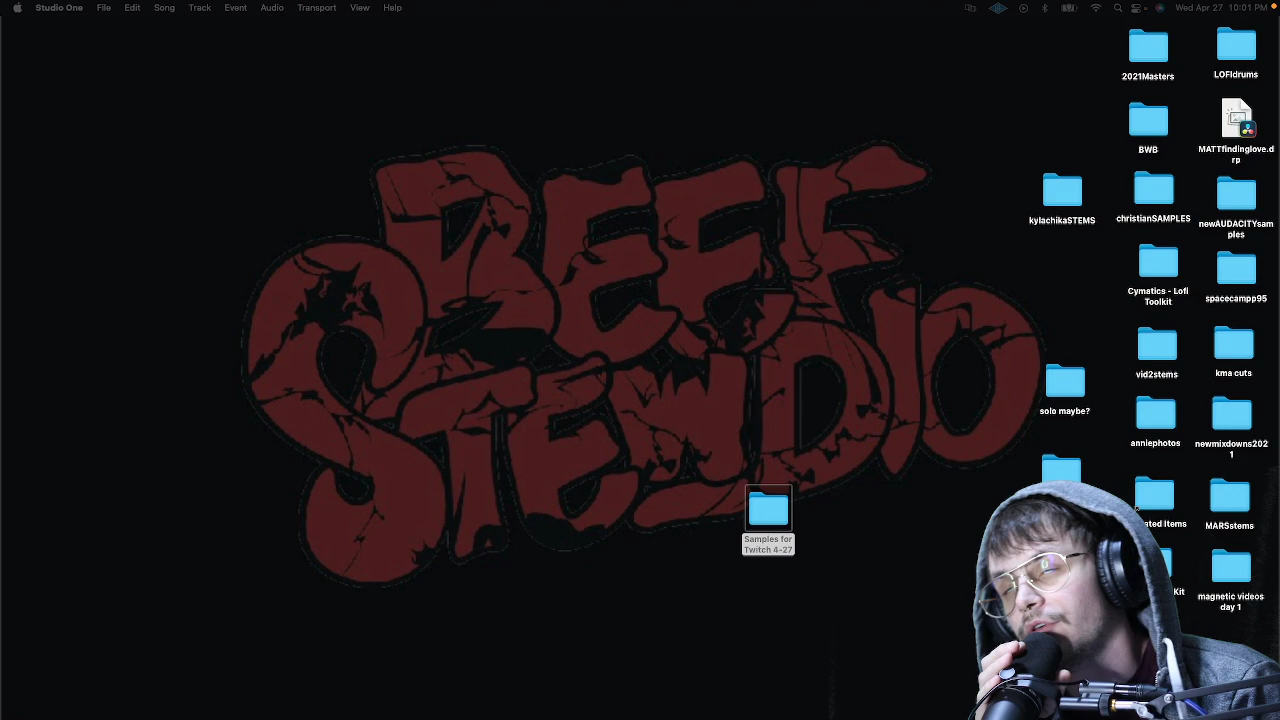 Studio One File Edit Song Track Event Audio Transport View Help
Wed Apr 27 10:01 PM
BEEF
STEWDIO
2021Masters
LOFIdrums
BWB
MATTfindinglove.d
rp
kylachikaSTEMS
christianSAMPLES
newAUDACITYsam
ples
Cymatics - Lofi
Toolkit
spacecampp95
vid2stems
kma cuts
solo maybe?
anniephotos
newmixdowns202
1
Samples for
Twitch 4-27
ted Items
MARSstems
Kit
magnetic videos
day 1